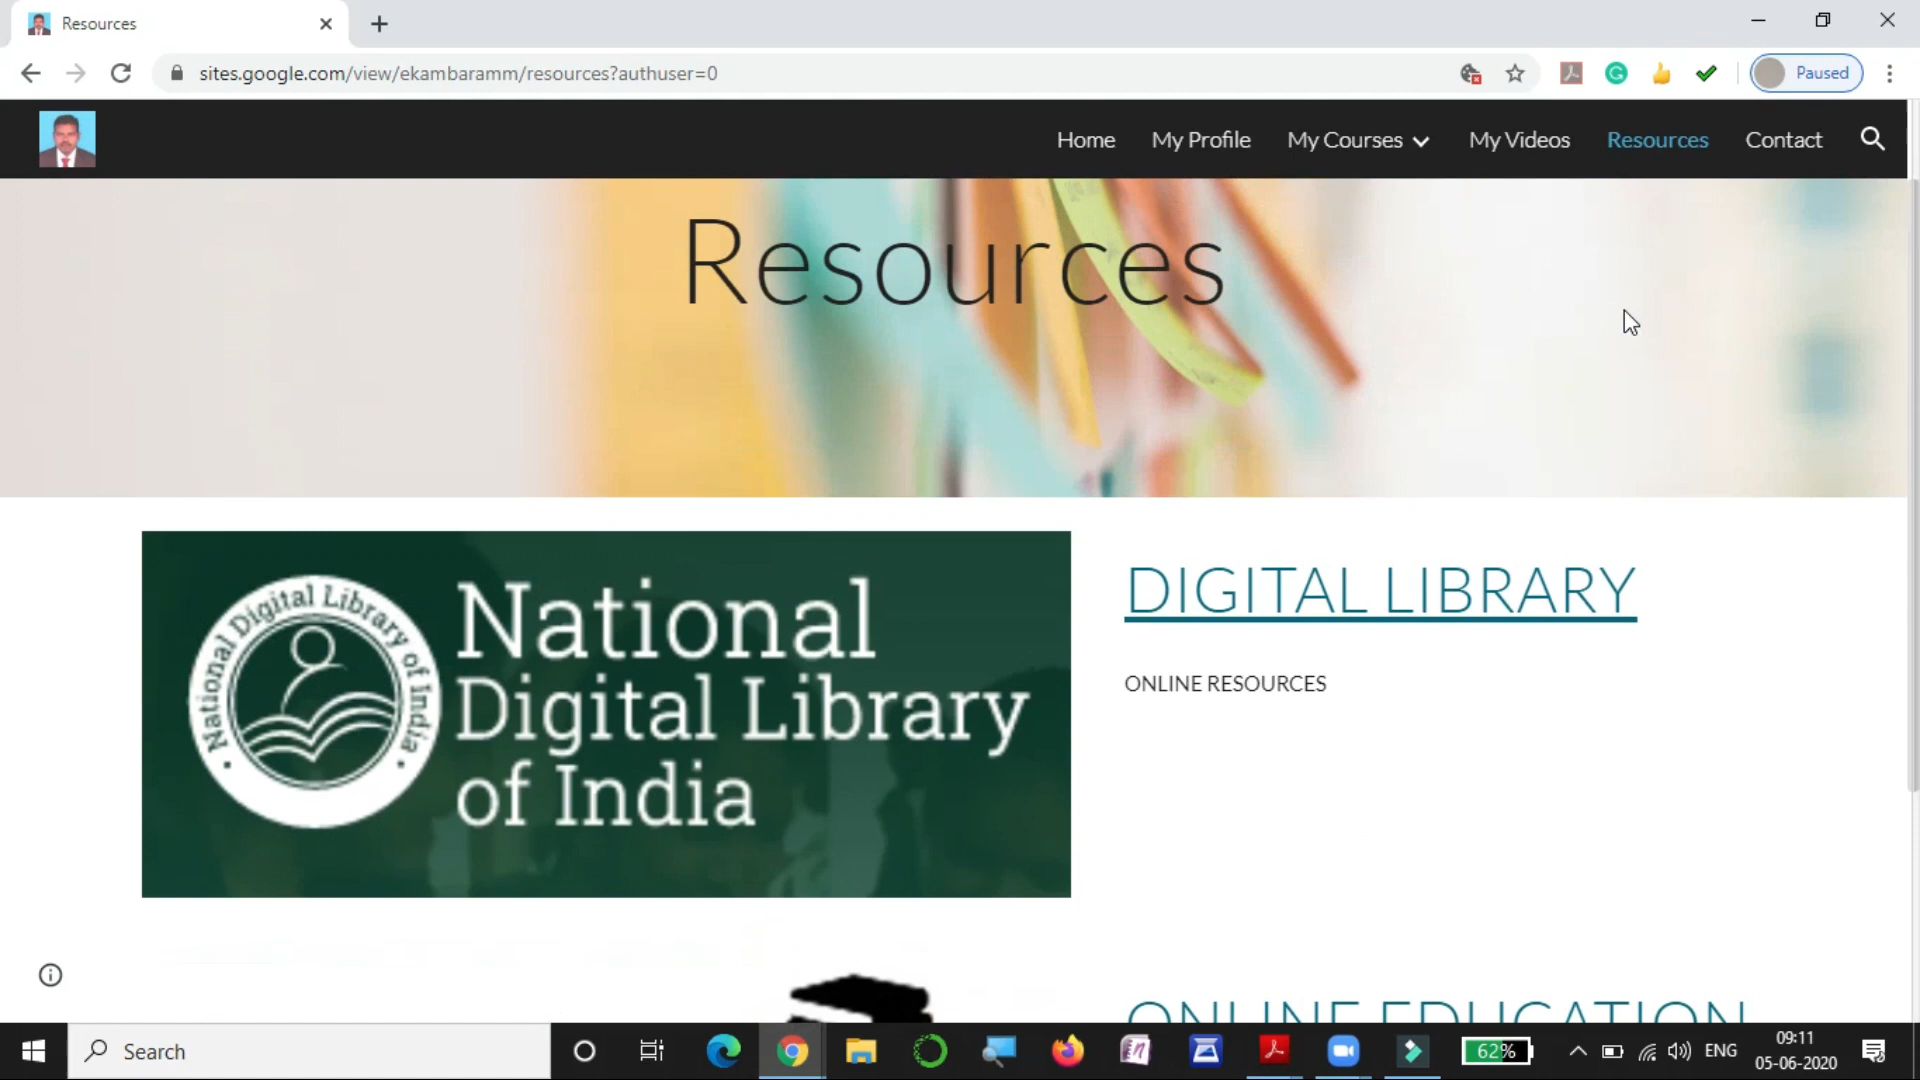 Resources
sites.google.com/view/ekambaramm/resources?authuser=0
Paused
Home My Profile My Courses My Videos Resources Contact
Resources
National Digital Library of India
National
Digital Library
of India
DIGITAL LIBRARY
ONLINE RESOURCES
ONLINE EDUCATION
Search
62%
ENG
09:11
05-06-2020